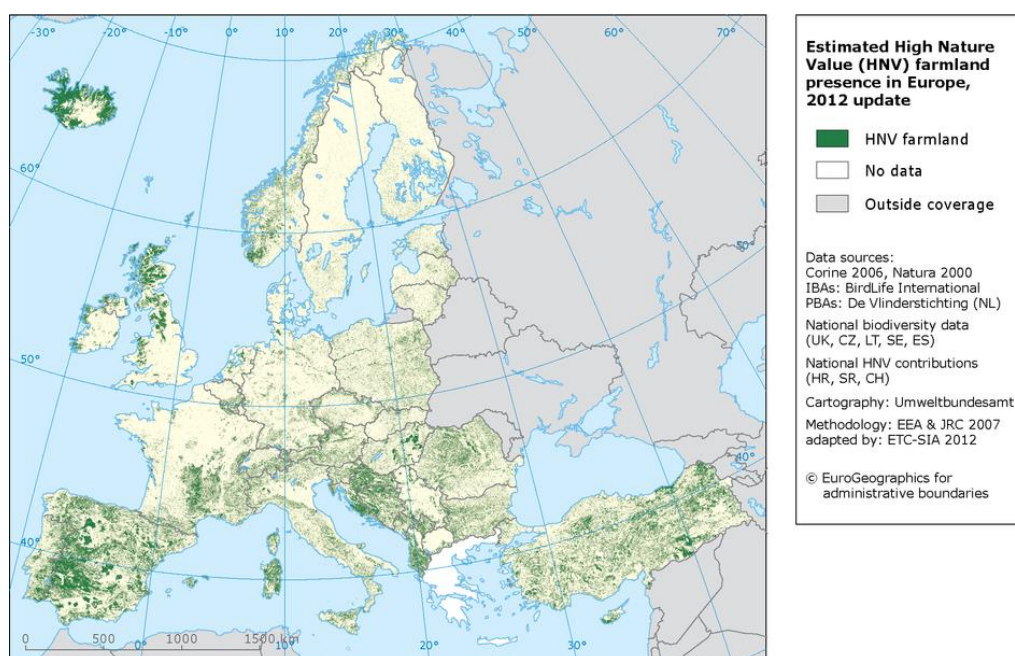 -30°
-20°
-10°
0°
10°
20°
30°
40°
50°
60°
70°
60°
50°
50°
40°
40°
0
500
1000
1500 km
0°
10°
20°
30°
Estimated High Nature
Value (HNV) farmland
presence in Europe,
2012 update
HNV farmland
No data
Outside coverage
Data sources:
Corine 2006, Natura 2000
IBAs: BirdLife International
PBAs: De Vlinderstichting (NL)
National biodiversity data
(UK, CZ, LT, SE, ES)
National HNV contributions
(HR, SR, CH)
Cartography: Umweltbundesamt
Methodology: EEA & JRC 2007
adapted by: ETC-SIA 2012
© EuroGeographics for
administrative boundaries